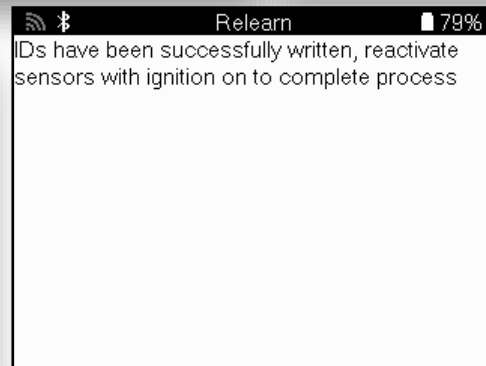 Relearn 79%
IDs have been successfully written, reactivate
sensors with ignition on to complete process